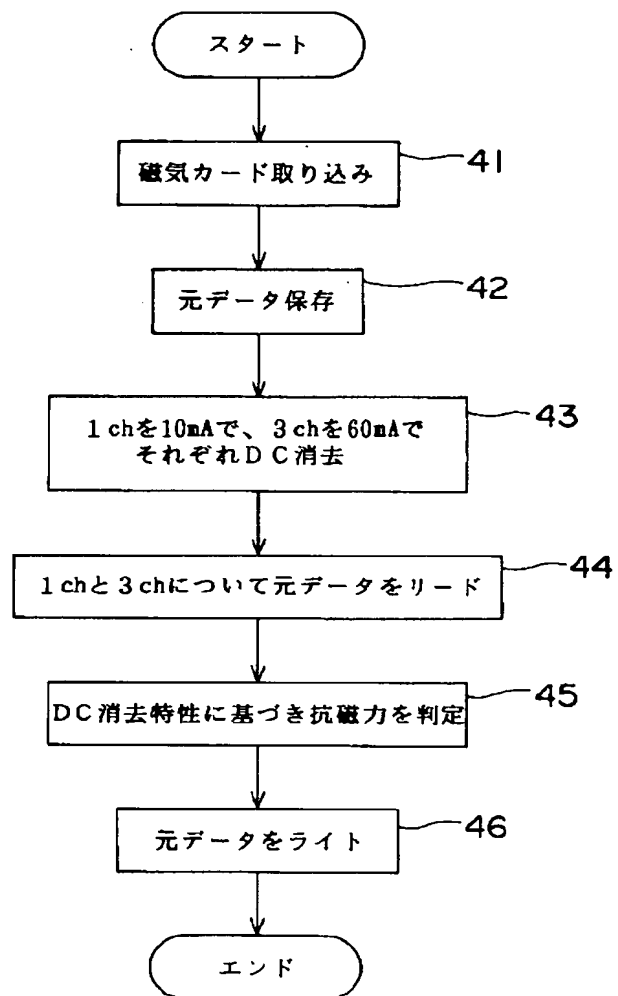 スタート
磁気カード取り込み
41
元データ保存
42
1chを10mAで、3chを60mAで
それぞれDC消去
43
1chと3chについて元データをリード
44
DC消去特性に基づき抗磁力を判定
45
元データをライト
46
エンド